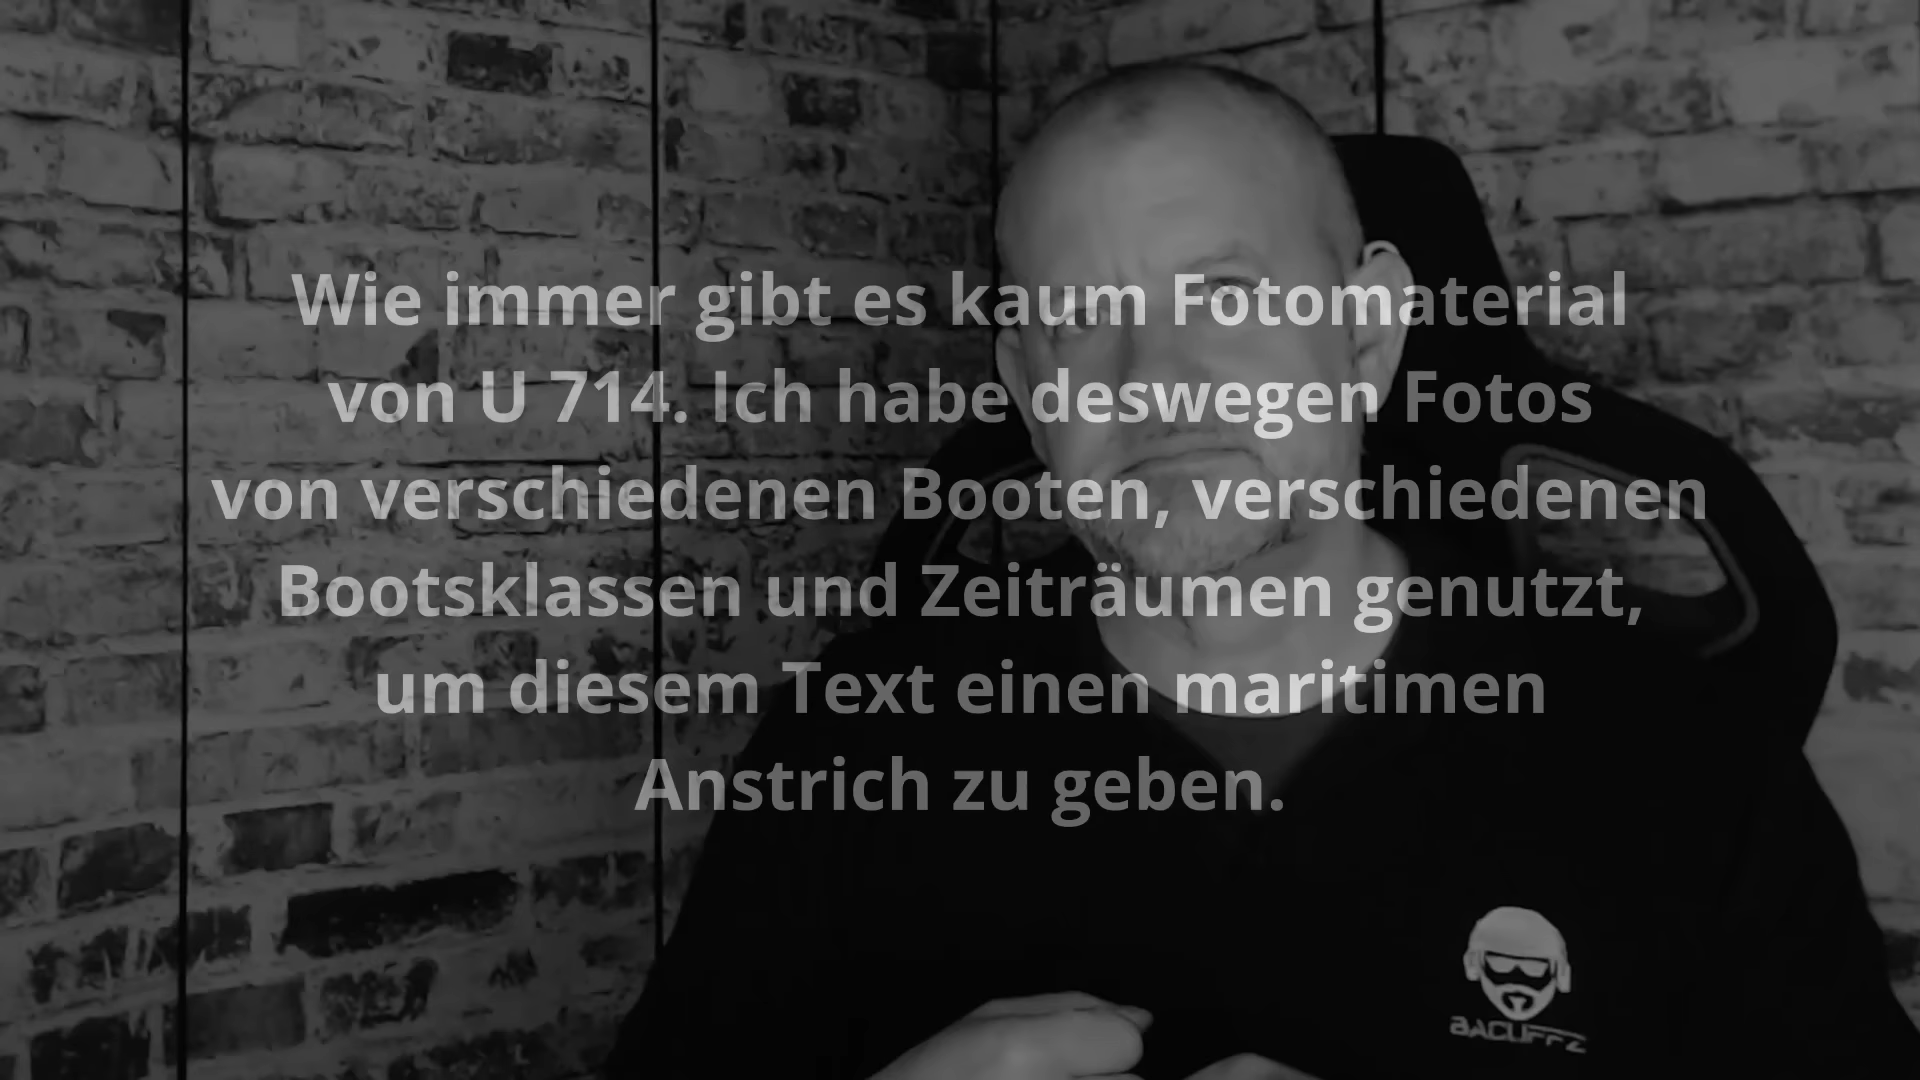 Wie immer gibt es kaum Fotomaterial
von U 714. Ich habe deswegen Fotos
von verschiedenen Booten, verschiedenen
Bootsklassen und Zeiträumen genutzt,
um diesem Text einen maritimen
Anstrich zu geben.
BACLIFFZ